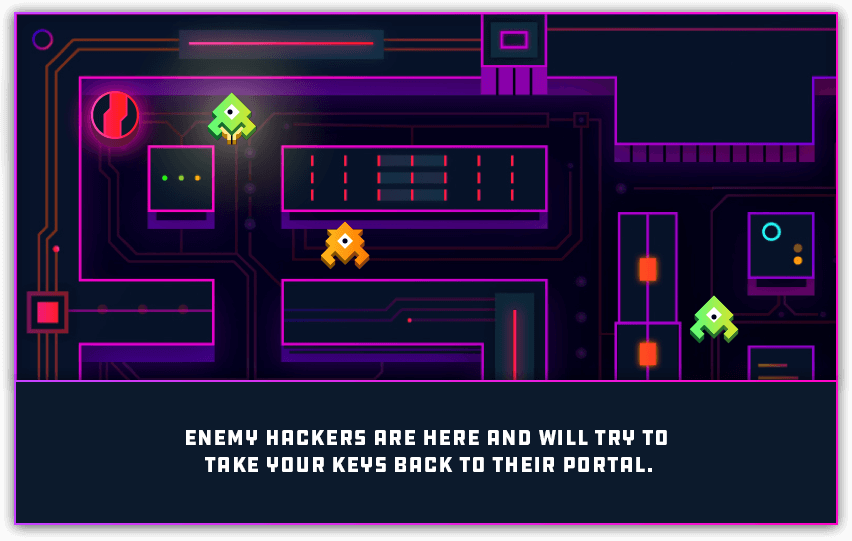 ENEMY HACKERS ARE HERE AND WILL TRY TO
TAKE YOUR KEYS BACK TO THEIR PORTAL.